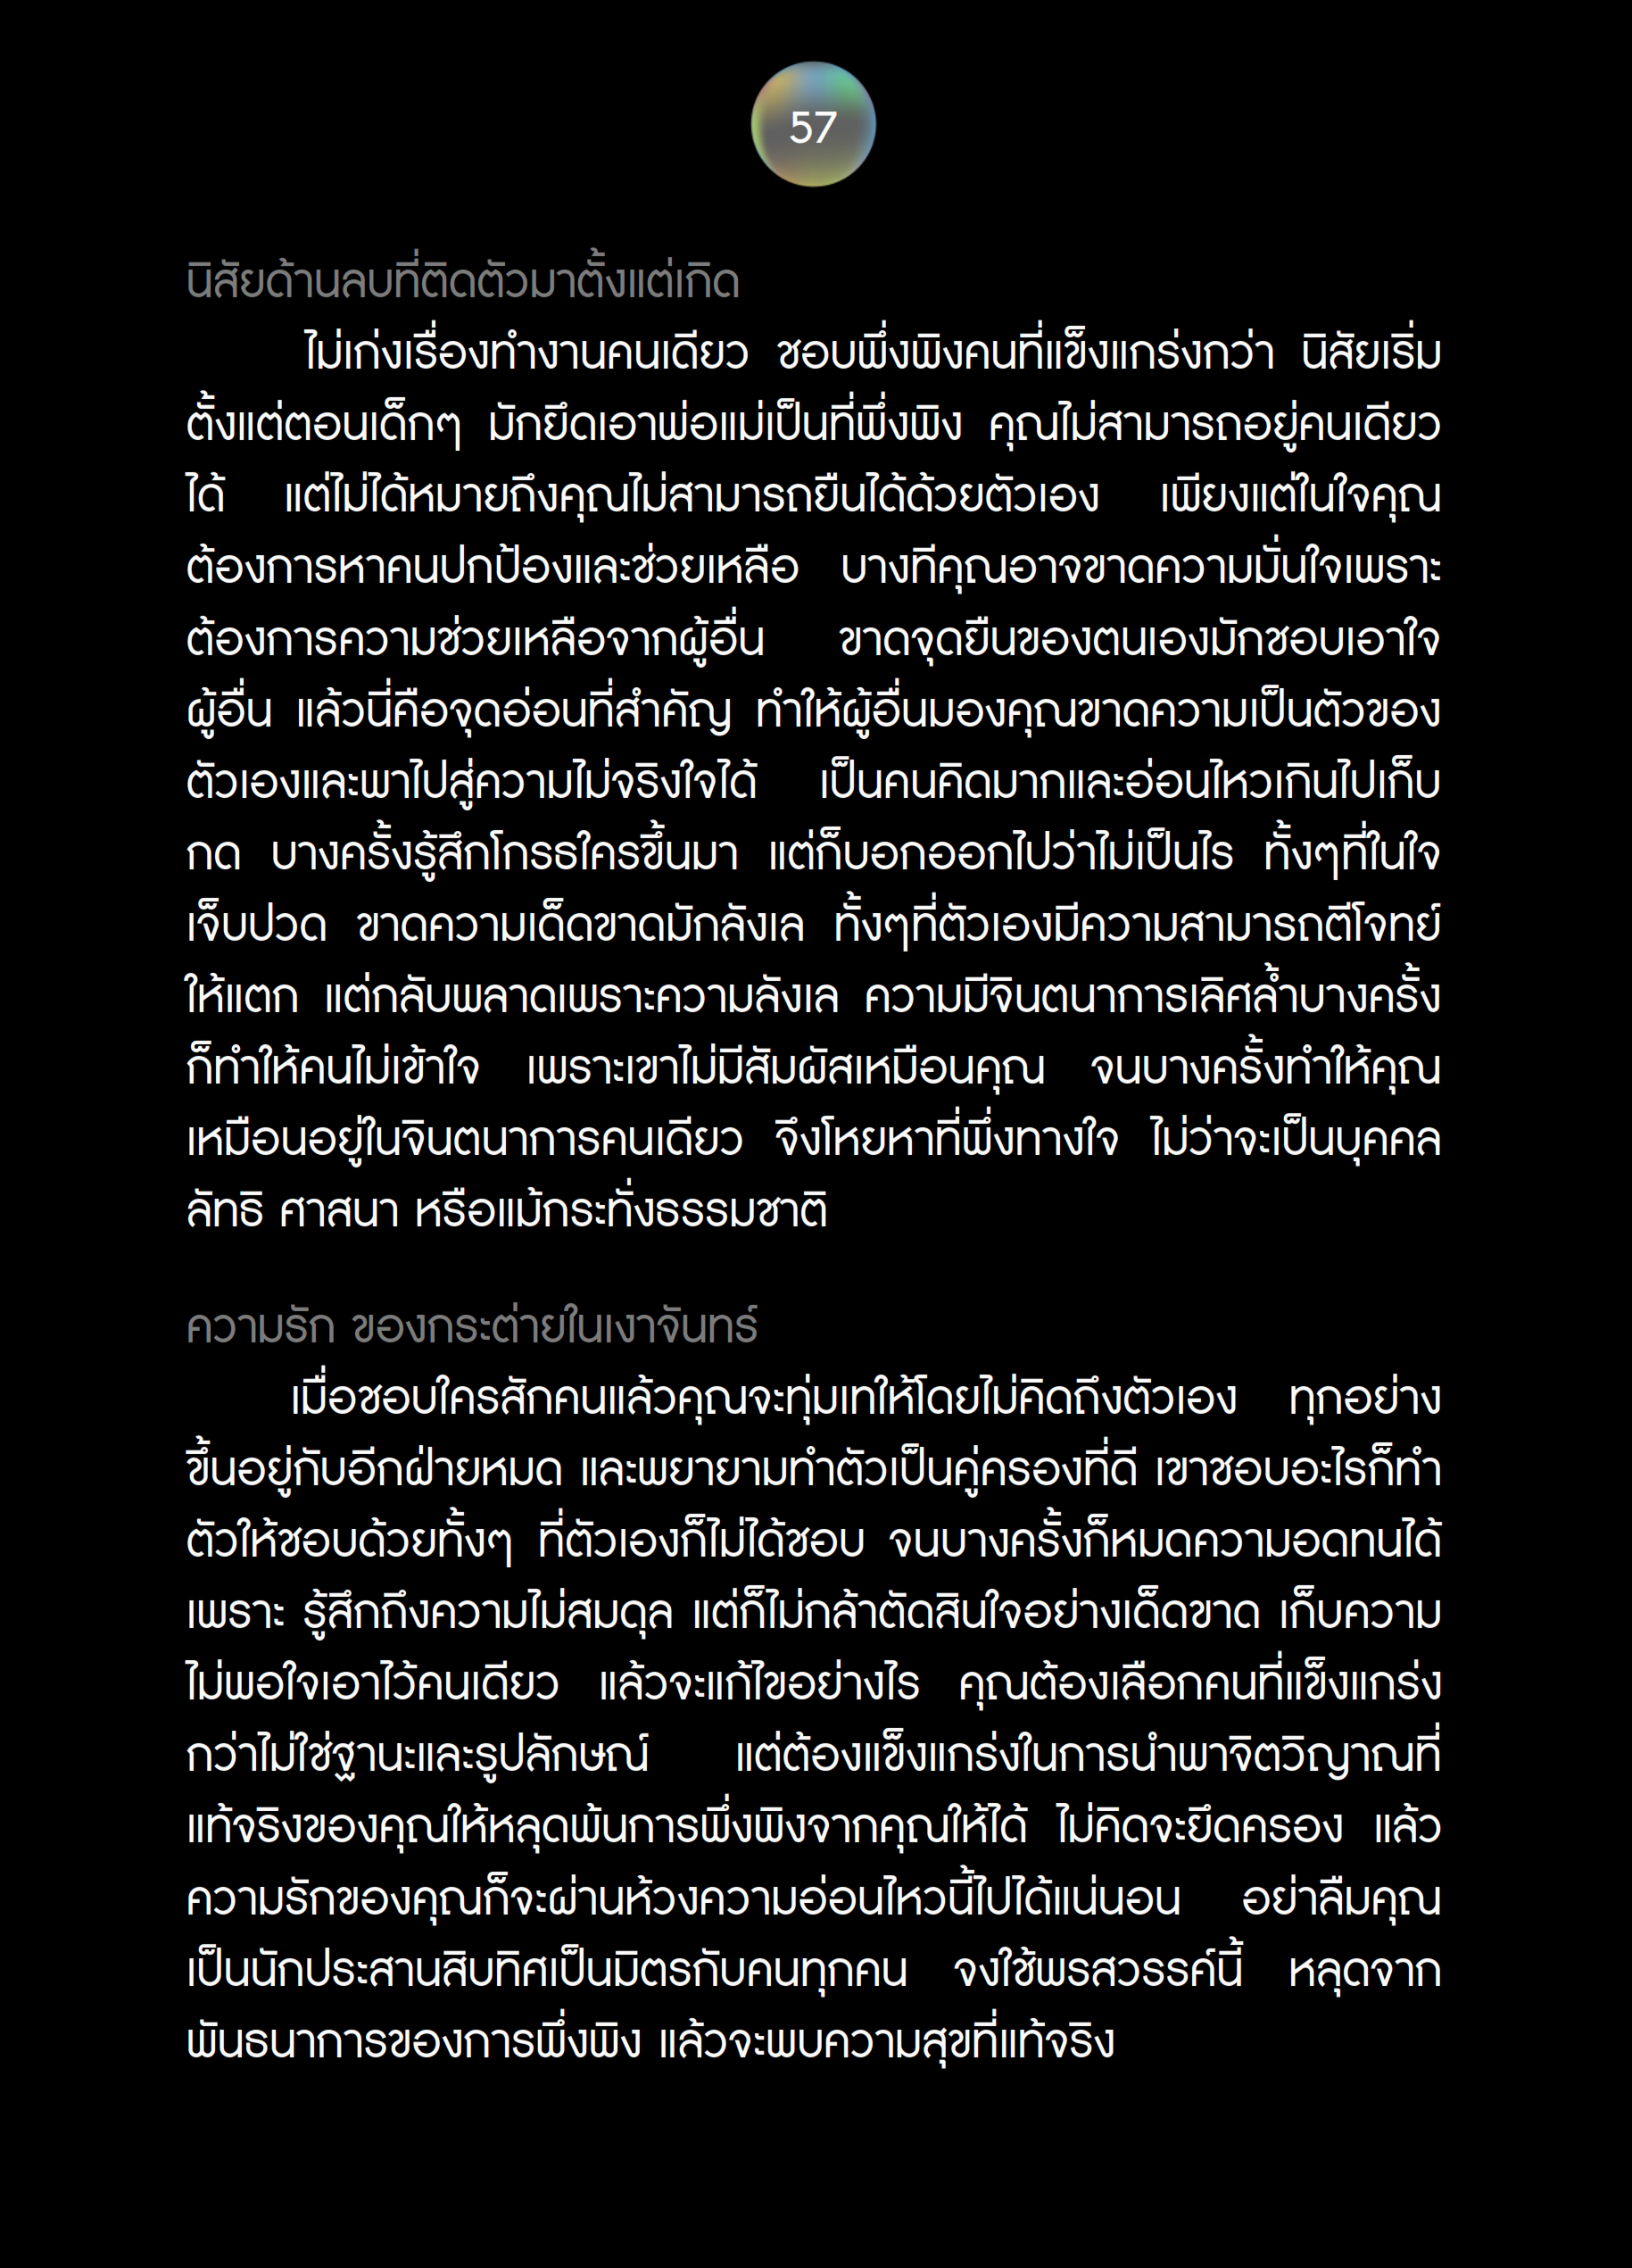 57
นิสัยด้านลบที่ติดตัวมาตั้งแต่เกิด
ไม่เก่งเรื่องทำงานคนเดียว ชอบพึ่งพิงคนที่แข็งแกร่งกว่า นิสัยเริ่ม
ตั้งแต่ตอนเด็กๆ มักยึดเอาพ่อแม่เป็นที่พึ่งพิง คุณไม่สามารถอยู่คนเดียว
ได้ แต่ไม่ได้หมายถึงคุณไม่สามารถยืนได้ด้วยตัวเอง เพียงแต่ในใจคุณ
ต้องการหาคนปกป้องและช่วยเหลือ บางทีคุณอาจขาดความมั่นใจเพราะ
ต้องการความช่วยเหลือจากผู้อื่น ขาดจุดยืนของตนเองมักชอบเอาใจ
ผู้อื่น แล้วนี่คือจุดอ่อนที่สำคัญ ทำให้ผู้อื่นมองคุณขาดความเป็นตัวของ
ตัวเองและพาไปสู่ความไม่จริงใจได้ เป็นคนคิดมากและอ่อนไหวเกินไปเก็บ
กด บางครั้งรู้สึกโกรธใครขึ้นมา แต่ก็บอกออกไปว่าไม่เป็นไร ทั้งๆที่ในใจ
เจ็บปวด ขาดความเด็ดขาดมักลังเล ทั้งๆที่ตัวเองมีความสามารถตีโจทย์
ให้แตก แต่กลับพลาดเพราะความลังเล ความมีจินตนาการเลิศล้ำบางครั้ง
ก็ทำให้คนไม่เข้าใจ เพราะเขาไม่มีสัมผัสเหมือนคุณ จนบางครั้งทำให้คุณ
เหมือนอยู่ในจินตนาการคนเดียว จึงโหยหาที่พึ่งทางใจ ไม่ว่าจะเป็นบุคคล
ลัทธิ ศาสนา หรือแม้กระทั่งธรรมชาติ
ความรัก ของกระต่ายในเงาจันทร์
เมื่อชอบใครสักคนแล้วคุณจะทุ่มเทให้โดยไม่คิดถึงตัวเอง ทุกอย่าง
ขึ้นอยู่กับอีกฝ่ายหมด และพยายามทำตัวเป็นคู่ครองที่ดี เขาชอบอะไรก็ทำ
ตัวให้ชอบด้วยทั้งๆ ที่ตัวเองก็ไม่ได้ชอบ จนบางครั้งก็หมดความอดทนได้
เพราะ รู้สึกถึงความไม่สมดุล แต่ก็ไม่กล้าตัดสินใจอย่างเด็ดขาด เก็บความ
ไม่พอใจเอาไว้คนเดียว แล้วจะแก้ไขอย่างไร คุณต้องเลือกคนที่แข็งแกร่ง
กว่าไม่ใช่ฐานะและรูปลักษณ์ แต่ต้องแข็งแกร่งในการนำพาจิตวิญาณที่
แท้จริงของคุณให้หลุดพ้นการพึ่งพิงจากคุณให้ได้ ไม่คิดจะยึดครอง แล้ว
ความรักของคุณก็จะผ่านห้วงความอ่อนไหวนี้ไปได้แน่นอน อย่าลืมคุณ
เป็นนักประสานสิบทิศเป็นมิตรกับคนทุกคน จงใช้พรสวรรค์นี้ หลุดจาก
พันธนาการของการพึ่งพิง แล้วจะพบความสุขที่แท้จริง